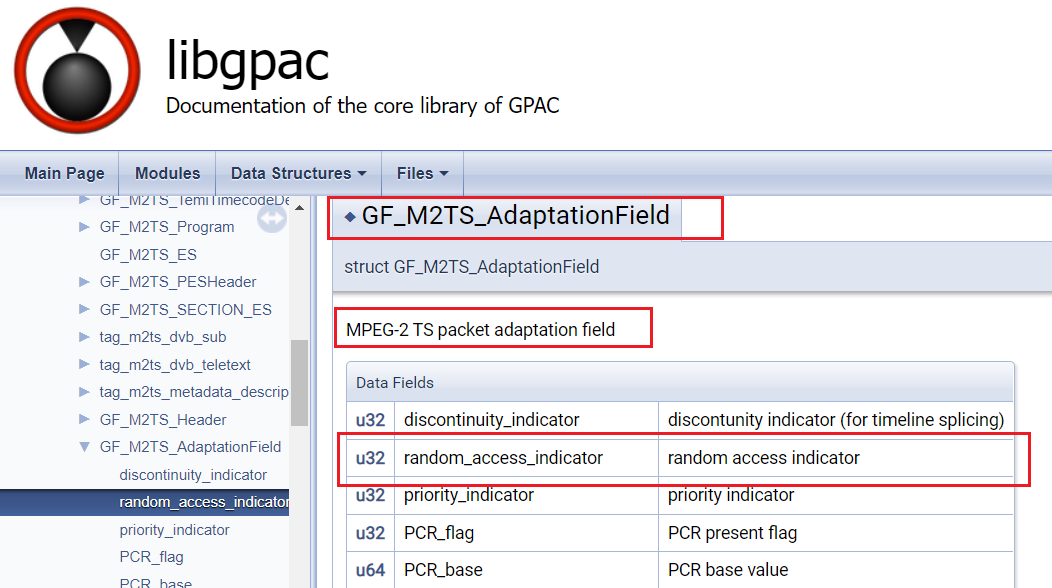 libgpac
Documentation of the core library of GPAC
Main Page Modules Data Structures Files
GF_M2TS_TemiTimecodeDe
GF_M2TS_Program
GF_M2TS_ES
GF_M2TS_PESHeader
GF_M2TS_SECTION_ES
tag_m2ts_dvb_sub
tag_m2ts_dvb_teletext
tag_m2ts_metadata_descrip
GF_M2TS_Header
GF_M2TS_AdaptationField
discontinuity_indicator
random_access_indicator
priority_indicator
PCR_flag
PCR_base
◆ GF_M2TS_AdaptationField
struct GF_M2TS_AdaptationField
MPEG-2 TS packet adaptation field
Data Fields
u32 discontinuity_indicator discontunity indicator (for timeline splicing)
u32 random_access_indicator random access indicator
u32 priority_indicator priority indicator
u32 PCR_flag PCR present flag
u64 PCR_base PCR base value